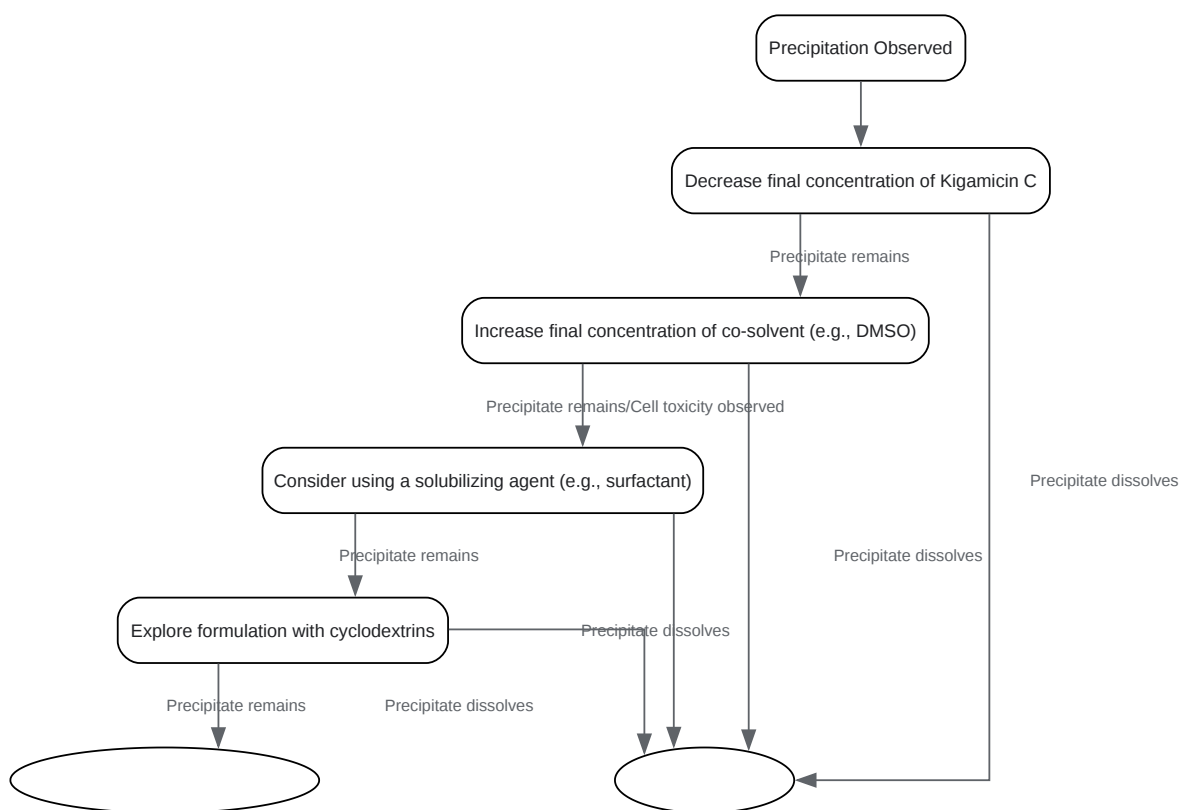 Precipitation Observed
Decrease final concentration of Kigamicin C
Precipitate remains
Increase final concentration of co-solvent (e.g., DMSO)
Precipitate remains/Cell toxicity observed
Consider using a solubilizing agent (e.g., surfactant)
Precipitate dissolves
Precipitate remains
Precipitate dissolves
Explore formulation with cyclodextrins
Precipitate dissolves
Precipitate remains
Precipitate dissolves